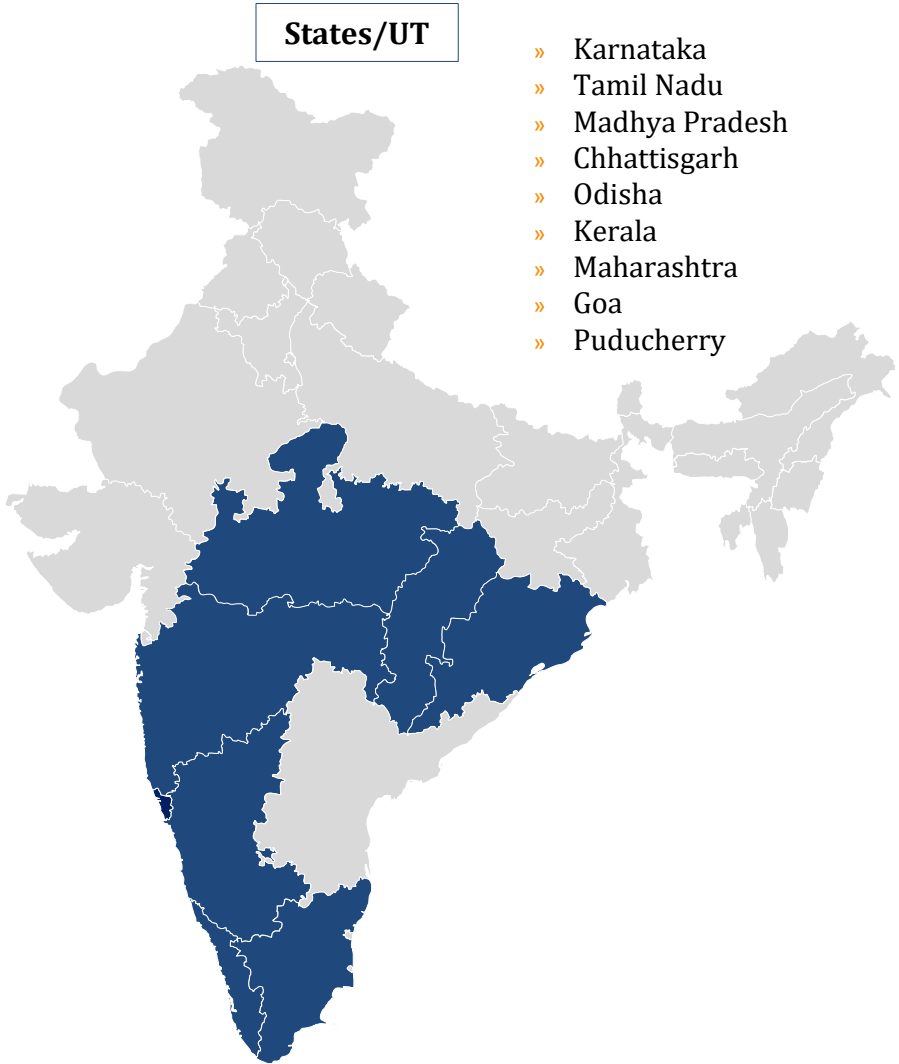 States/UT
» Karnataka
» Tamil Nadu
» Madhya Pradesh
» Chhattisgarh
» Odisha
» Kerala
» Maharashtra
» Goa
» Puducherry